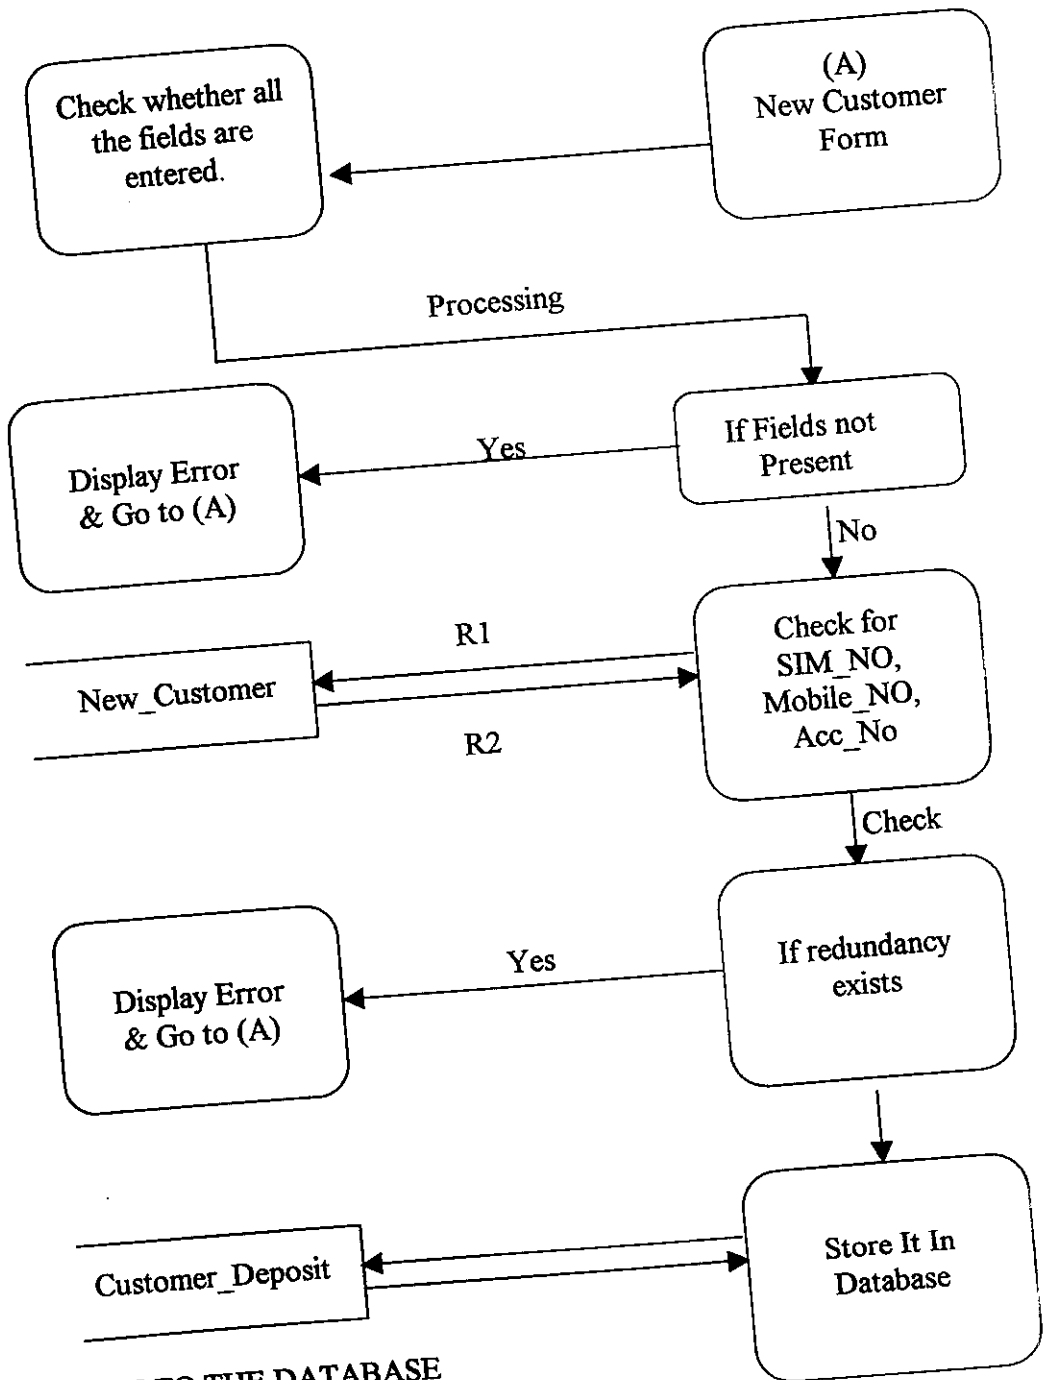 (A)
New Customer
Form
Check whether all
the fields are
entered.
Processing
If Fields not
Present
Yes
Display Error
& Go to (A)
No
Check for
SIM_NO,
Mobile_NO,
Acc_No
R1
New_Customer
R2
Check
If redundancy
exists
Yes
Display Error
& Go to (A)
Store It In
Database
Customer_Deposit
THE DATABASE